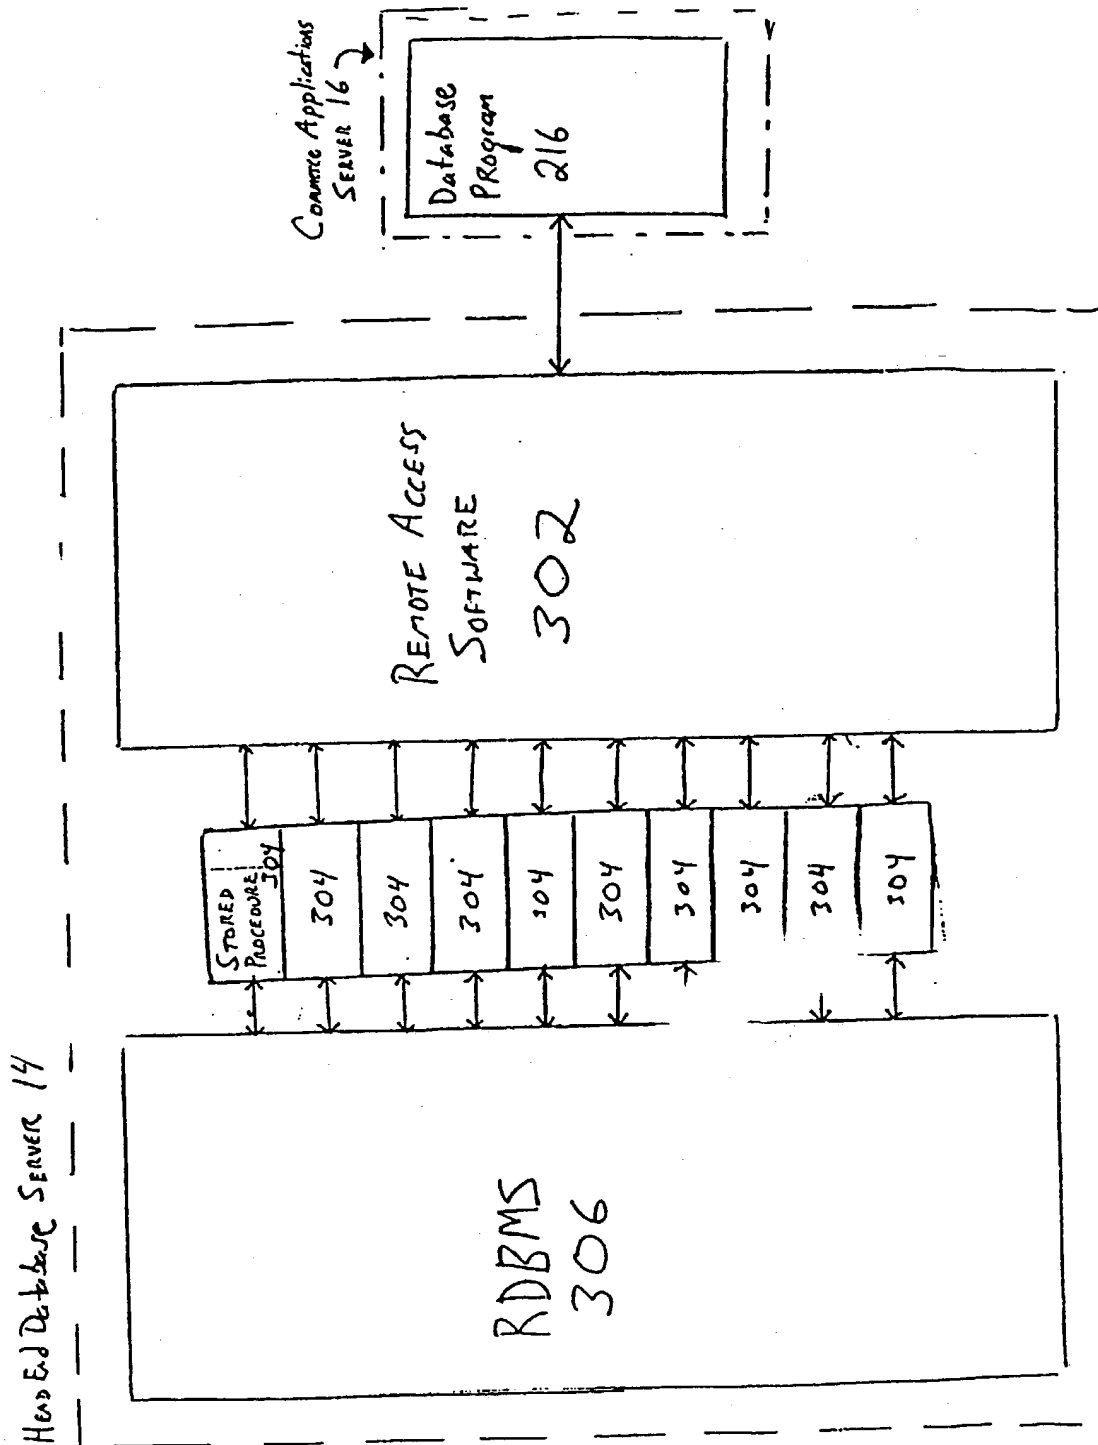 Head End Database Server 14
RDBMS
306
STORED
PROCEDURE
304
304
304
304
304
304
304
304
304
304
REMOTE ACCESS
SOFTWARE
302
Commerce Applications
SERVER 16
Database
PROgram
216